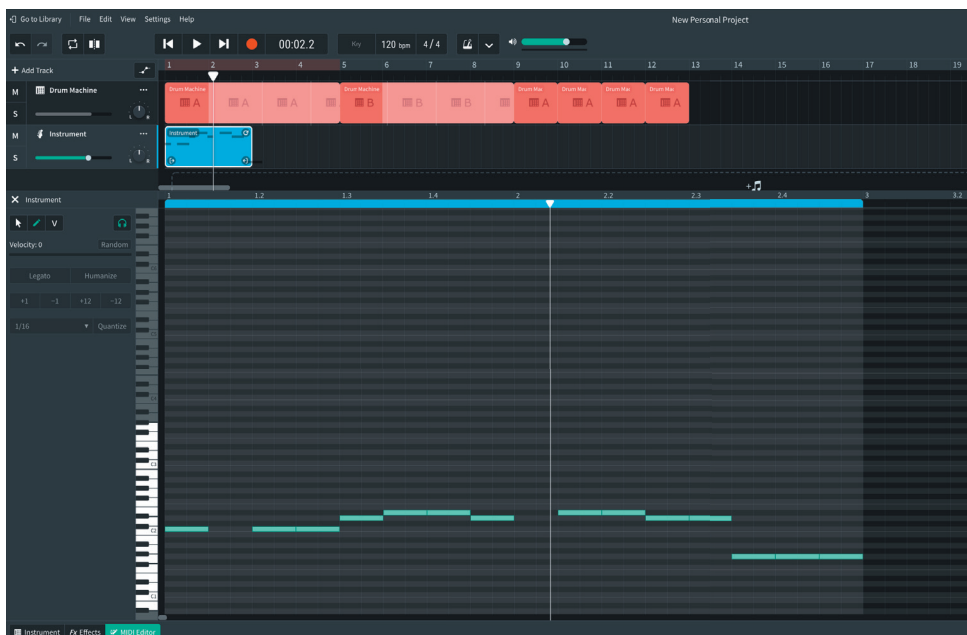 Go to Library File Edit View Settings Help New Personal Project
Key 120 bpm 4 / 4 00:02.2
+ Add Track 1 2 3 4 5 6 7 8 9 10 11 12 13 14 15 16 17 18 19
M Drum Machine ...
S L R
Drum Machine Drum Machine Drum Mac Drum Mac Drum Mac Drum Mac
A A A B B B A A A A
M Instrument ...
S L R
Instrument
X Instrument 1 1.2 1.3 1.4 2 2.2 2.3 2.4 3 3.2
V
Velocity: 0 Random
Legato Humanize
+1 -1 +12 -12
1/16 Quantize
C3
C2
C1
Instrument Fx Effects MIDI Editor